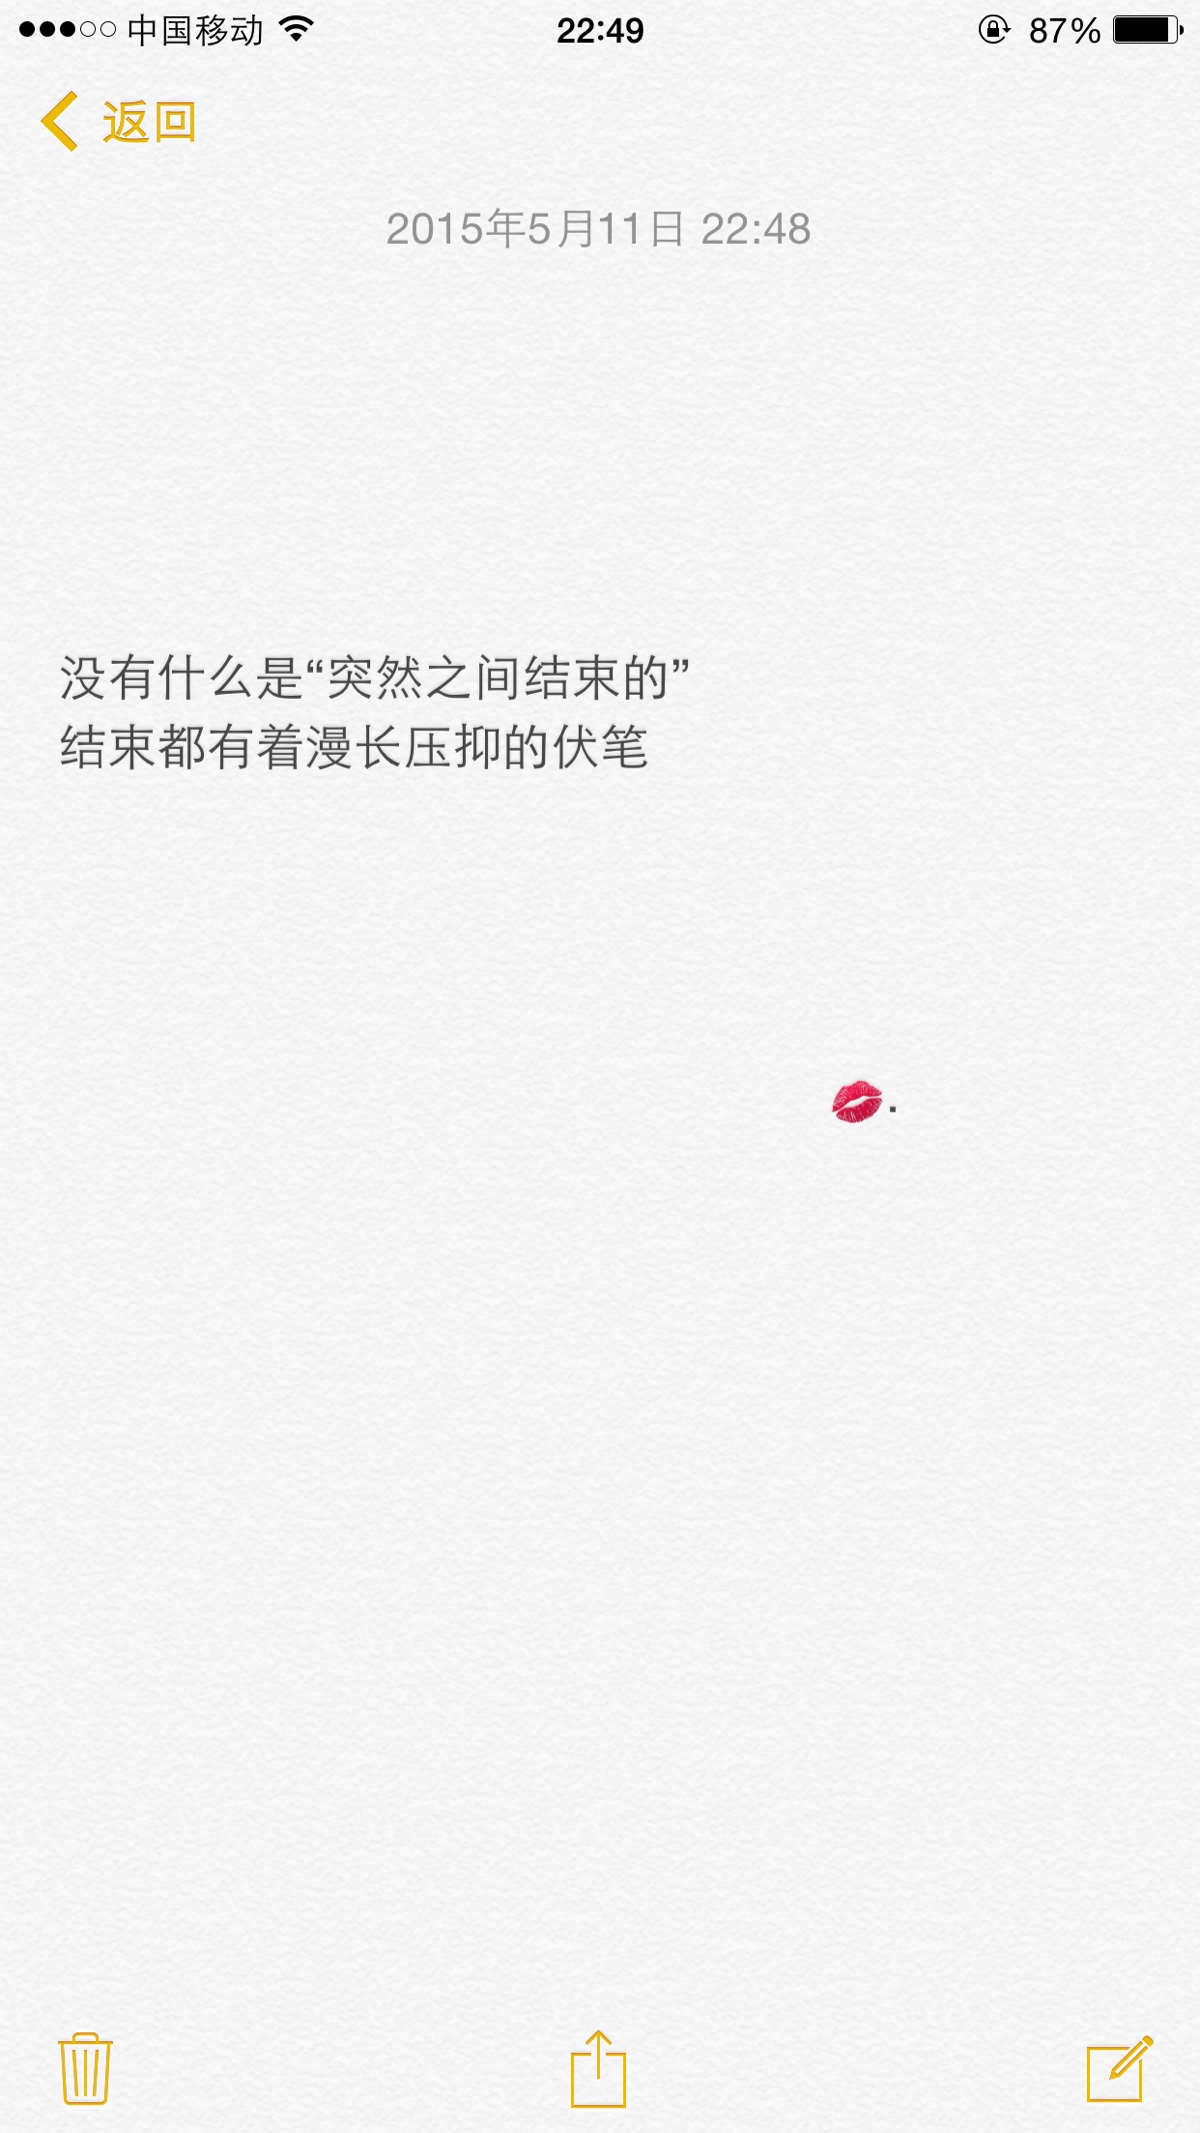 中国移动 22:49 87%
返回
2015年5月11日 22:48
没有什么是“突然之间结束的”
结束都有着漫长压抑的伏笔
💋.